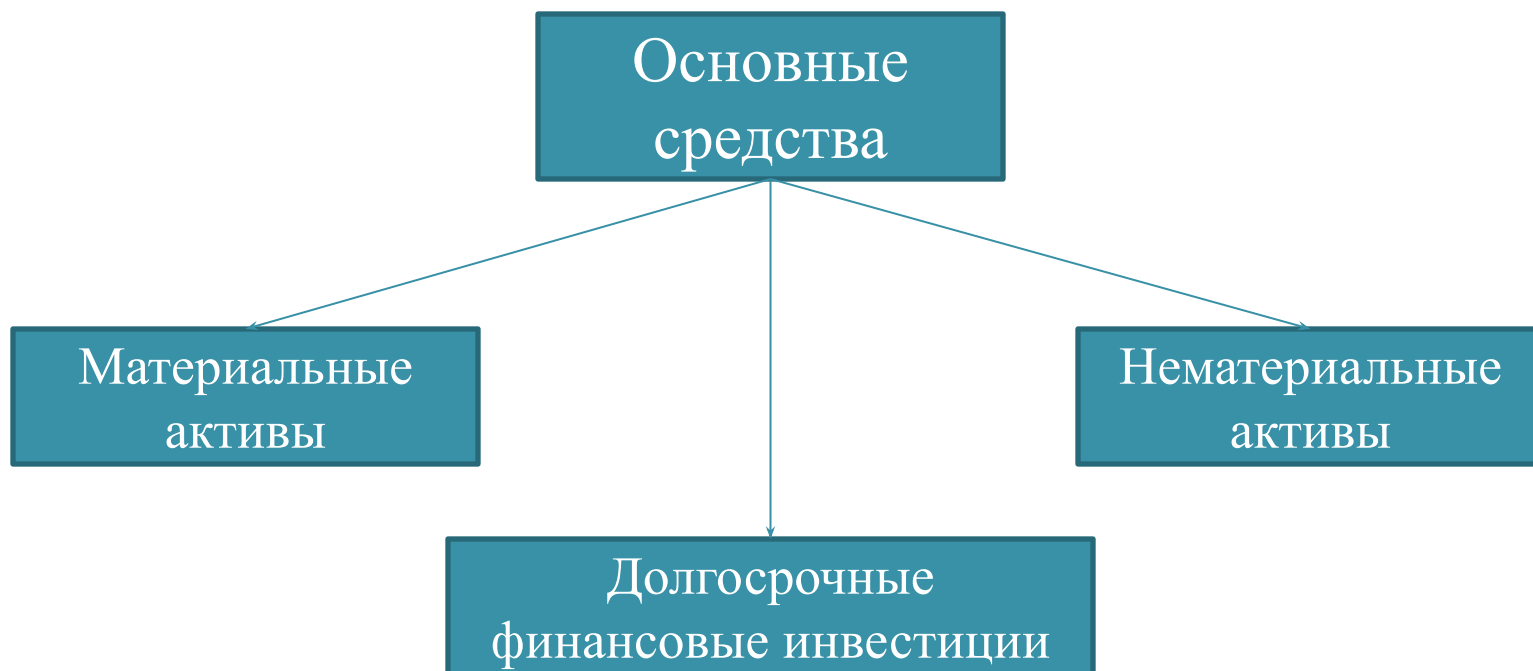 Основные
средства
Материальные
активы
Нематериальные
активы
Долгосрочные
финансовые инвестиции